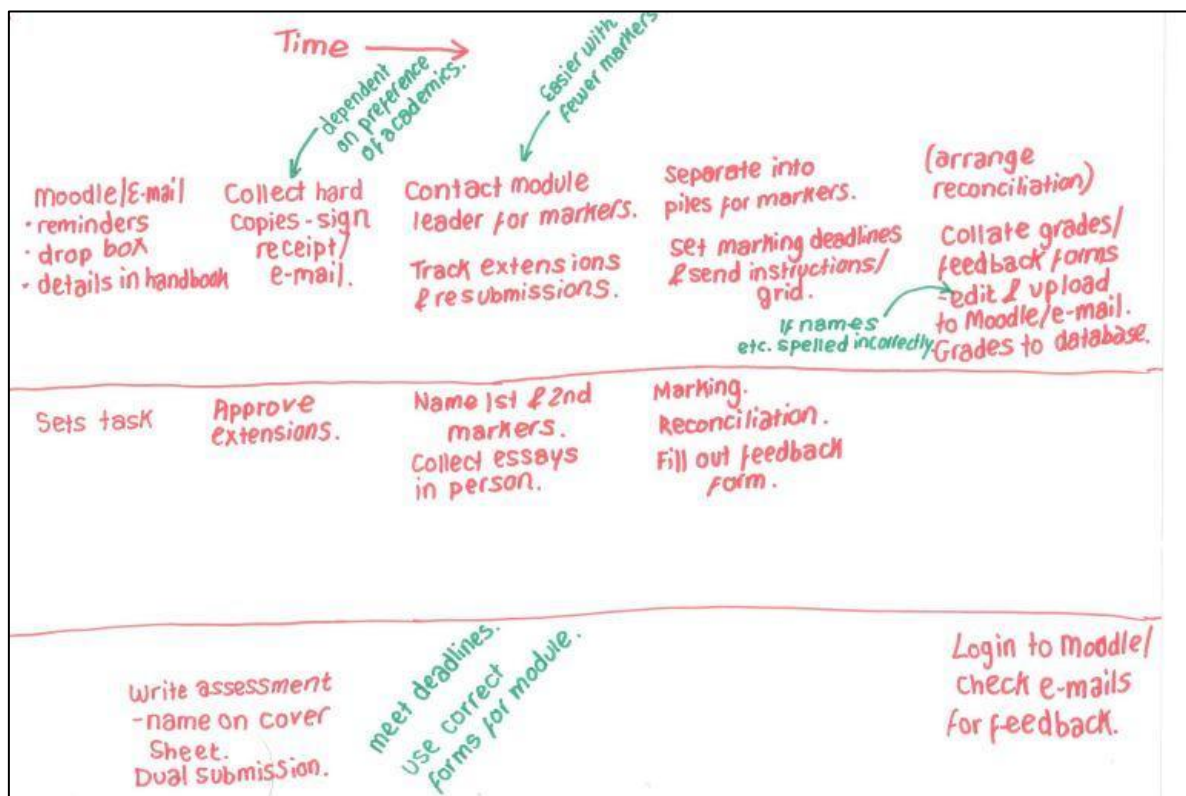 Time
dependent
on preference
of academics.
Easier with
fewer markers
Moodle/E-mail
· reminders
· drop box
· details in handbook
Collect hard
copies - sign
receipt/
e-mail.
Contact module
leader for markers.
Track extensions
& resubmissions.
Separate into
piles for markers.
Set marking deadlines
& send instructions/
grid.
If names
etc. spelled incorrectly.
(arrange
reconciliation)
Collate grades/
feedback forms
- edit & upload
to Moodle/e-mail.
Grades to database.
Sets task
Approve
extensions.
Name 1st & 2nd
markers.
Collect essays
in person.
Marking.
Reconciliation.
Fill out feedback
form.
Write assessment
- name on cover
Sheet.
Dual submission.
meet deadlines.
use correct
forms for module.
Login to Moodle/
check e-mails
for feedback.